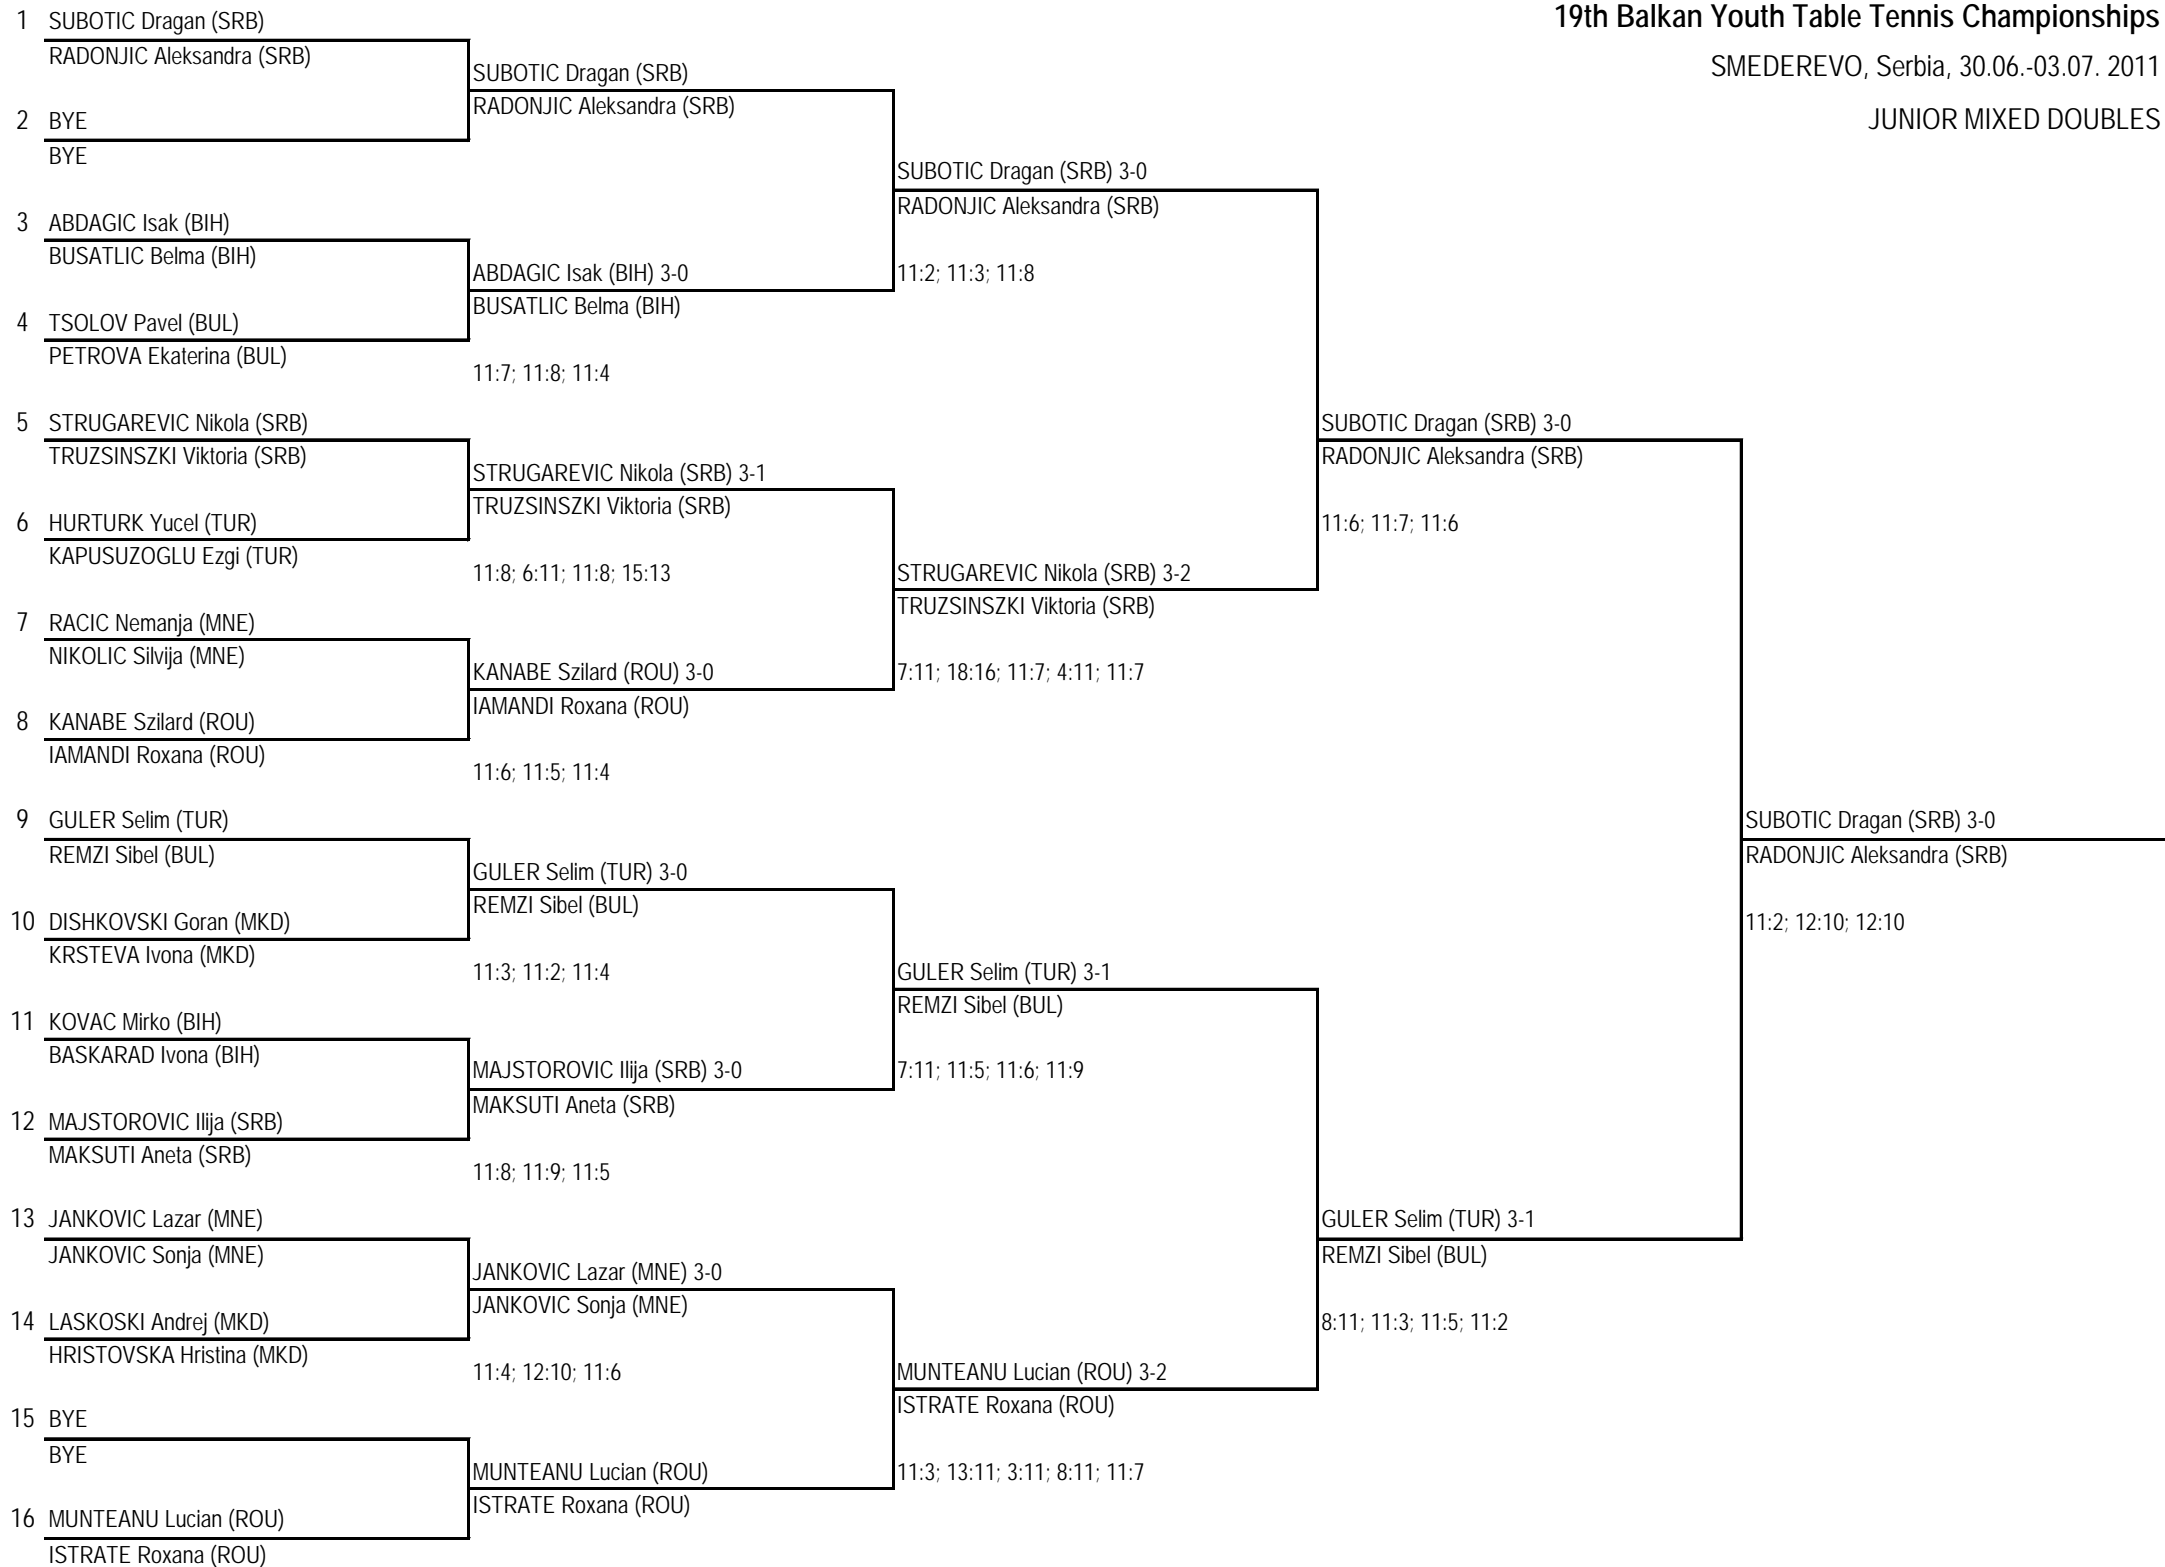 19th Balkan Youth Table Tennis Championships
SMEDEREVO, Serbia, 30.06.-03.07. 2011
JUNIOR MIXED DOUBLES
1 SUBOTIC Dragan (SRB)
RADONJIC Aleksandra (SRB)
2 BYE
BYE
3 ABDAGIC Isak (BIH)
BUSATLIC Belma (BIH)
4 TSOLOV Pavel (BUL)
PETROVA Ekaterina (BUL)
5 STRUGAREVIC Nikola (SRB)
TRUZSINSZKI Viktoria (SRB)
6 HURTURK Yucel (TUR)
KAPUSUZOGLU Ezgi (TUR)
7 RACIC Nemanja (MNE)
NIKOLIC Silvija (MNE)
8 KANABE Szilard (ROU)
IAMANDI Roxana (ROU)
9 GULER Selim (TUR)
REMZI Sibel (BUL)
10 DISHKOVSKI Goran (MKD)
KRSTEVA Ivona (MKD)
11 KOVAC Mirko (BIH)
BASKARAD Ivona (BIH)
12 MAJSTOROVIC Ilija (SRB)
MAKSUTI Aneta (SRB)
13 JANKOVIC Lazar (MNE)
JANKOVIC Sonja (MNE)
14 LASKOSKI Andrej (MKD)
HRISTOVSKA Hristina (MKD)
15 BYE
BYE
16 MUNTEANU Lucian (ROU)
ISTRATE Roxana (ROU)
SUBOTIC Dragan (SRB)
RADONJIC Aleksandra (SRB)
ABDAGIC Isak (BIH) 3-0
BUSATLIC Belma (BIH)
11:7; 11:8; 11:4
STRUGAREVIC Nikola (SRB) 3-1
TRUZSINSZKI Viktoria (SRB)
11:8; 6:11; 11:8; 15:13
KANABE Szilard (ROU) 3-0
IAMANDI Roxana (ROU)
11:6; 11:5; 11:4
GULER Selim (TUR) 3-0
REMZI Sibel (BUL)
11:3; 11:2; 11:4
MAJSTOROVIC Ilija (SRB) 3-0
MAKSUTI Aneta (SRB)
11:8; 11:9; 11:5
JANKOVIC Lazar (MNE) 3-0
JANKOVIC Sonja (MNE)
11:4; 12:10; 11:6
MUNTEANU Lucian (ROU)
ISTRATE Roxana (ROU)
SUBOTIC Dragan (SRB) 3-0
RADONJIC Aleksandra (SRB)
11:2; 11:3; 11:8
STRUGAREVIC Nikola (SRB) 3-2
TRUZSINSZKI Viktoria (SRB)
7:11; 18:16; 11:7; 4:11; 11:7
GULER Selim (TUR) 3-1
REMZI Sibel (BUL)
7:11; 11:5; 11:6; 11:9
MUNTEANU Lucian (ROU) 3-2
ISTRATE Roxana (ROU)
11:3; 13:11; 3:11; 8:11; 11:7
SUBOTIC Dragan (SRB) 3-0
RADONJIC Aleksandra (SRB)
11:6; 11:7; 11:6
GULER Selim (TUR) 3-1
REMZI Sibel (BUL)
8:11; 11:3; 11:5; 11:2
SUBOTIC Dragan (SRB) 3-0
RADONJIC Aleksandra (SRB)
11:2; 12:10; 12:10